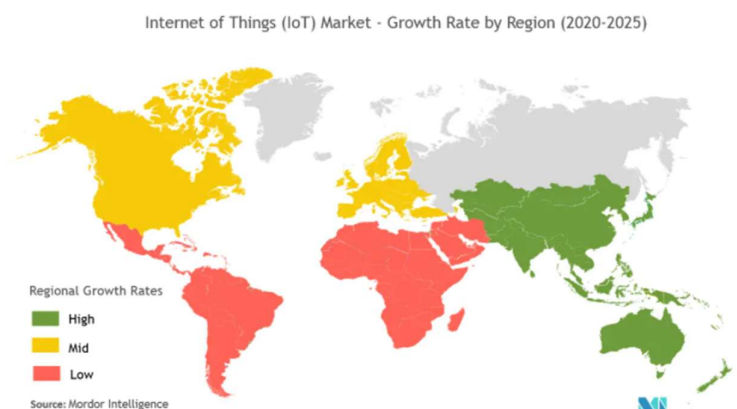 Internet of Things (IoT) Market - Growth Rate by Region (2020-2025)
Regional Growth Rates
High
Mid
Low
Source: Mordor Intelligence